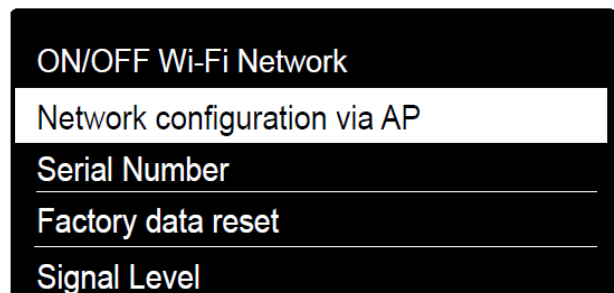 ON/OFF Wi-Fi Network
Network configuration via AP
Serial Number
Factory data reset
Signal Level